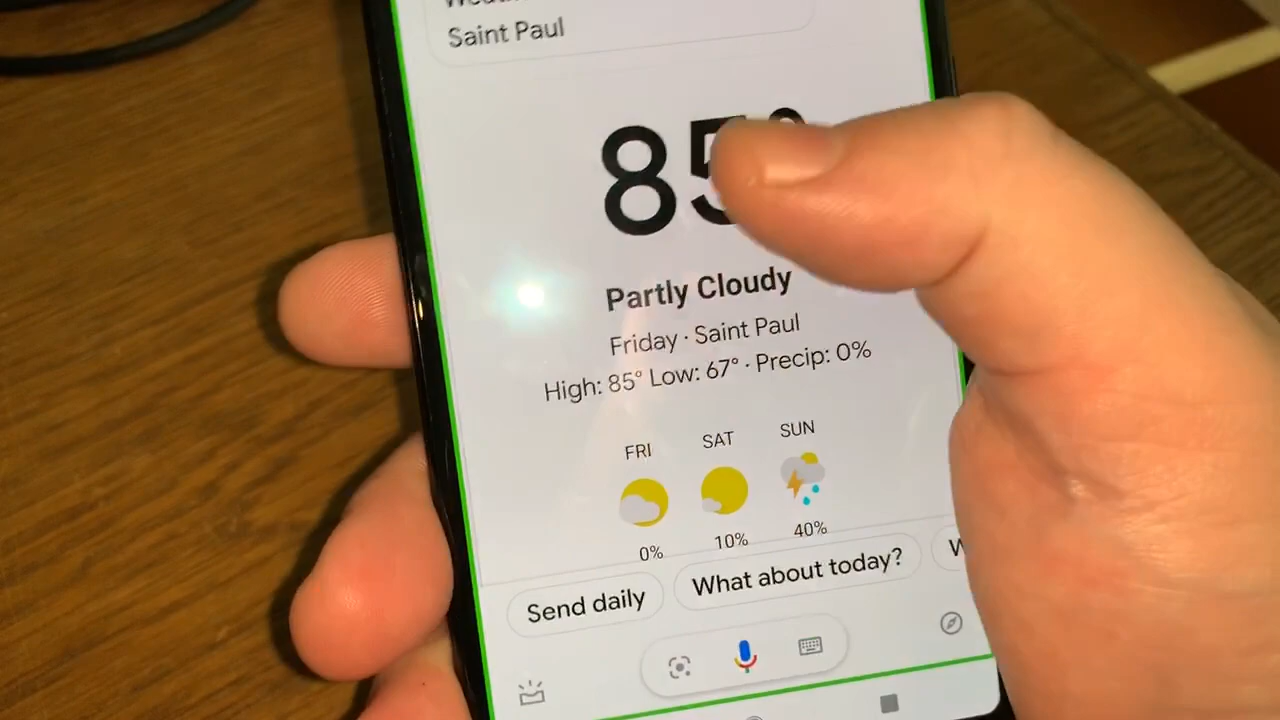 Saint Paul
85°
Partly Cloudy
Friday · Saint Paul
High: 85° Low: 67° · Precip: 0%
FRI SAT SUN
0% 10% 40%
Send daily
What about today?